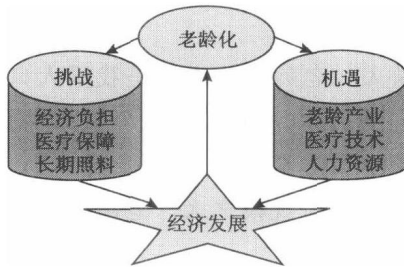 老龄化
挑战
经济负担
医疗保障
长期照料
机遇
老龄产业
医疗技术
人力资源
经济发展